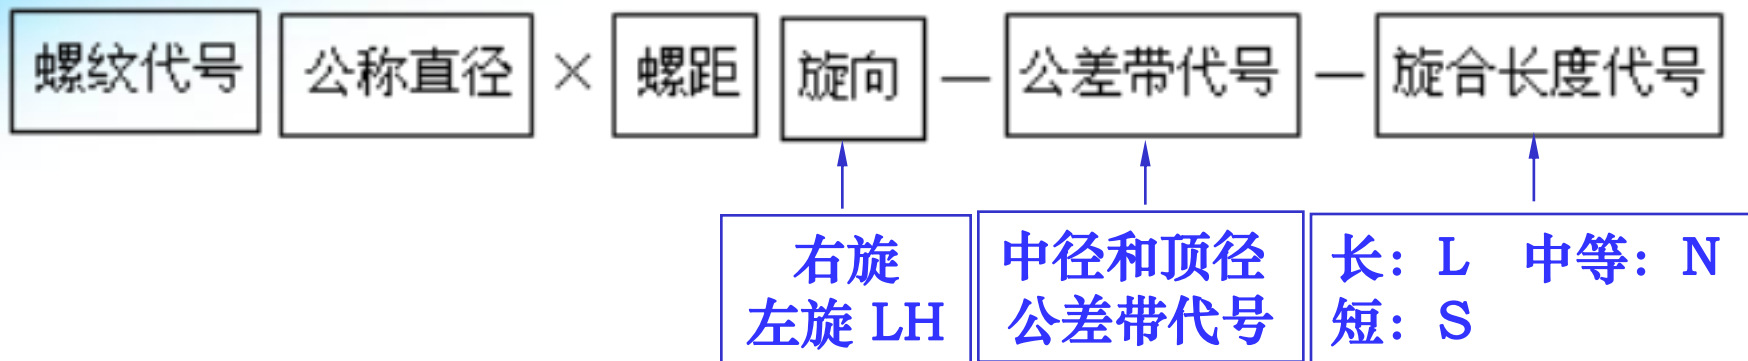 螺纹代号 公称直径 × 螺距 旋向 — 公差带代号 — 旋合长度代号
右旋
左旋 LH
中径和顶径
公差带代号
长: L 中等: N
短: S